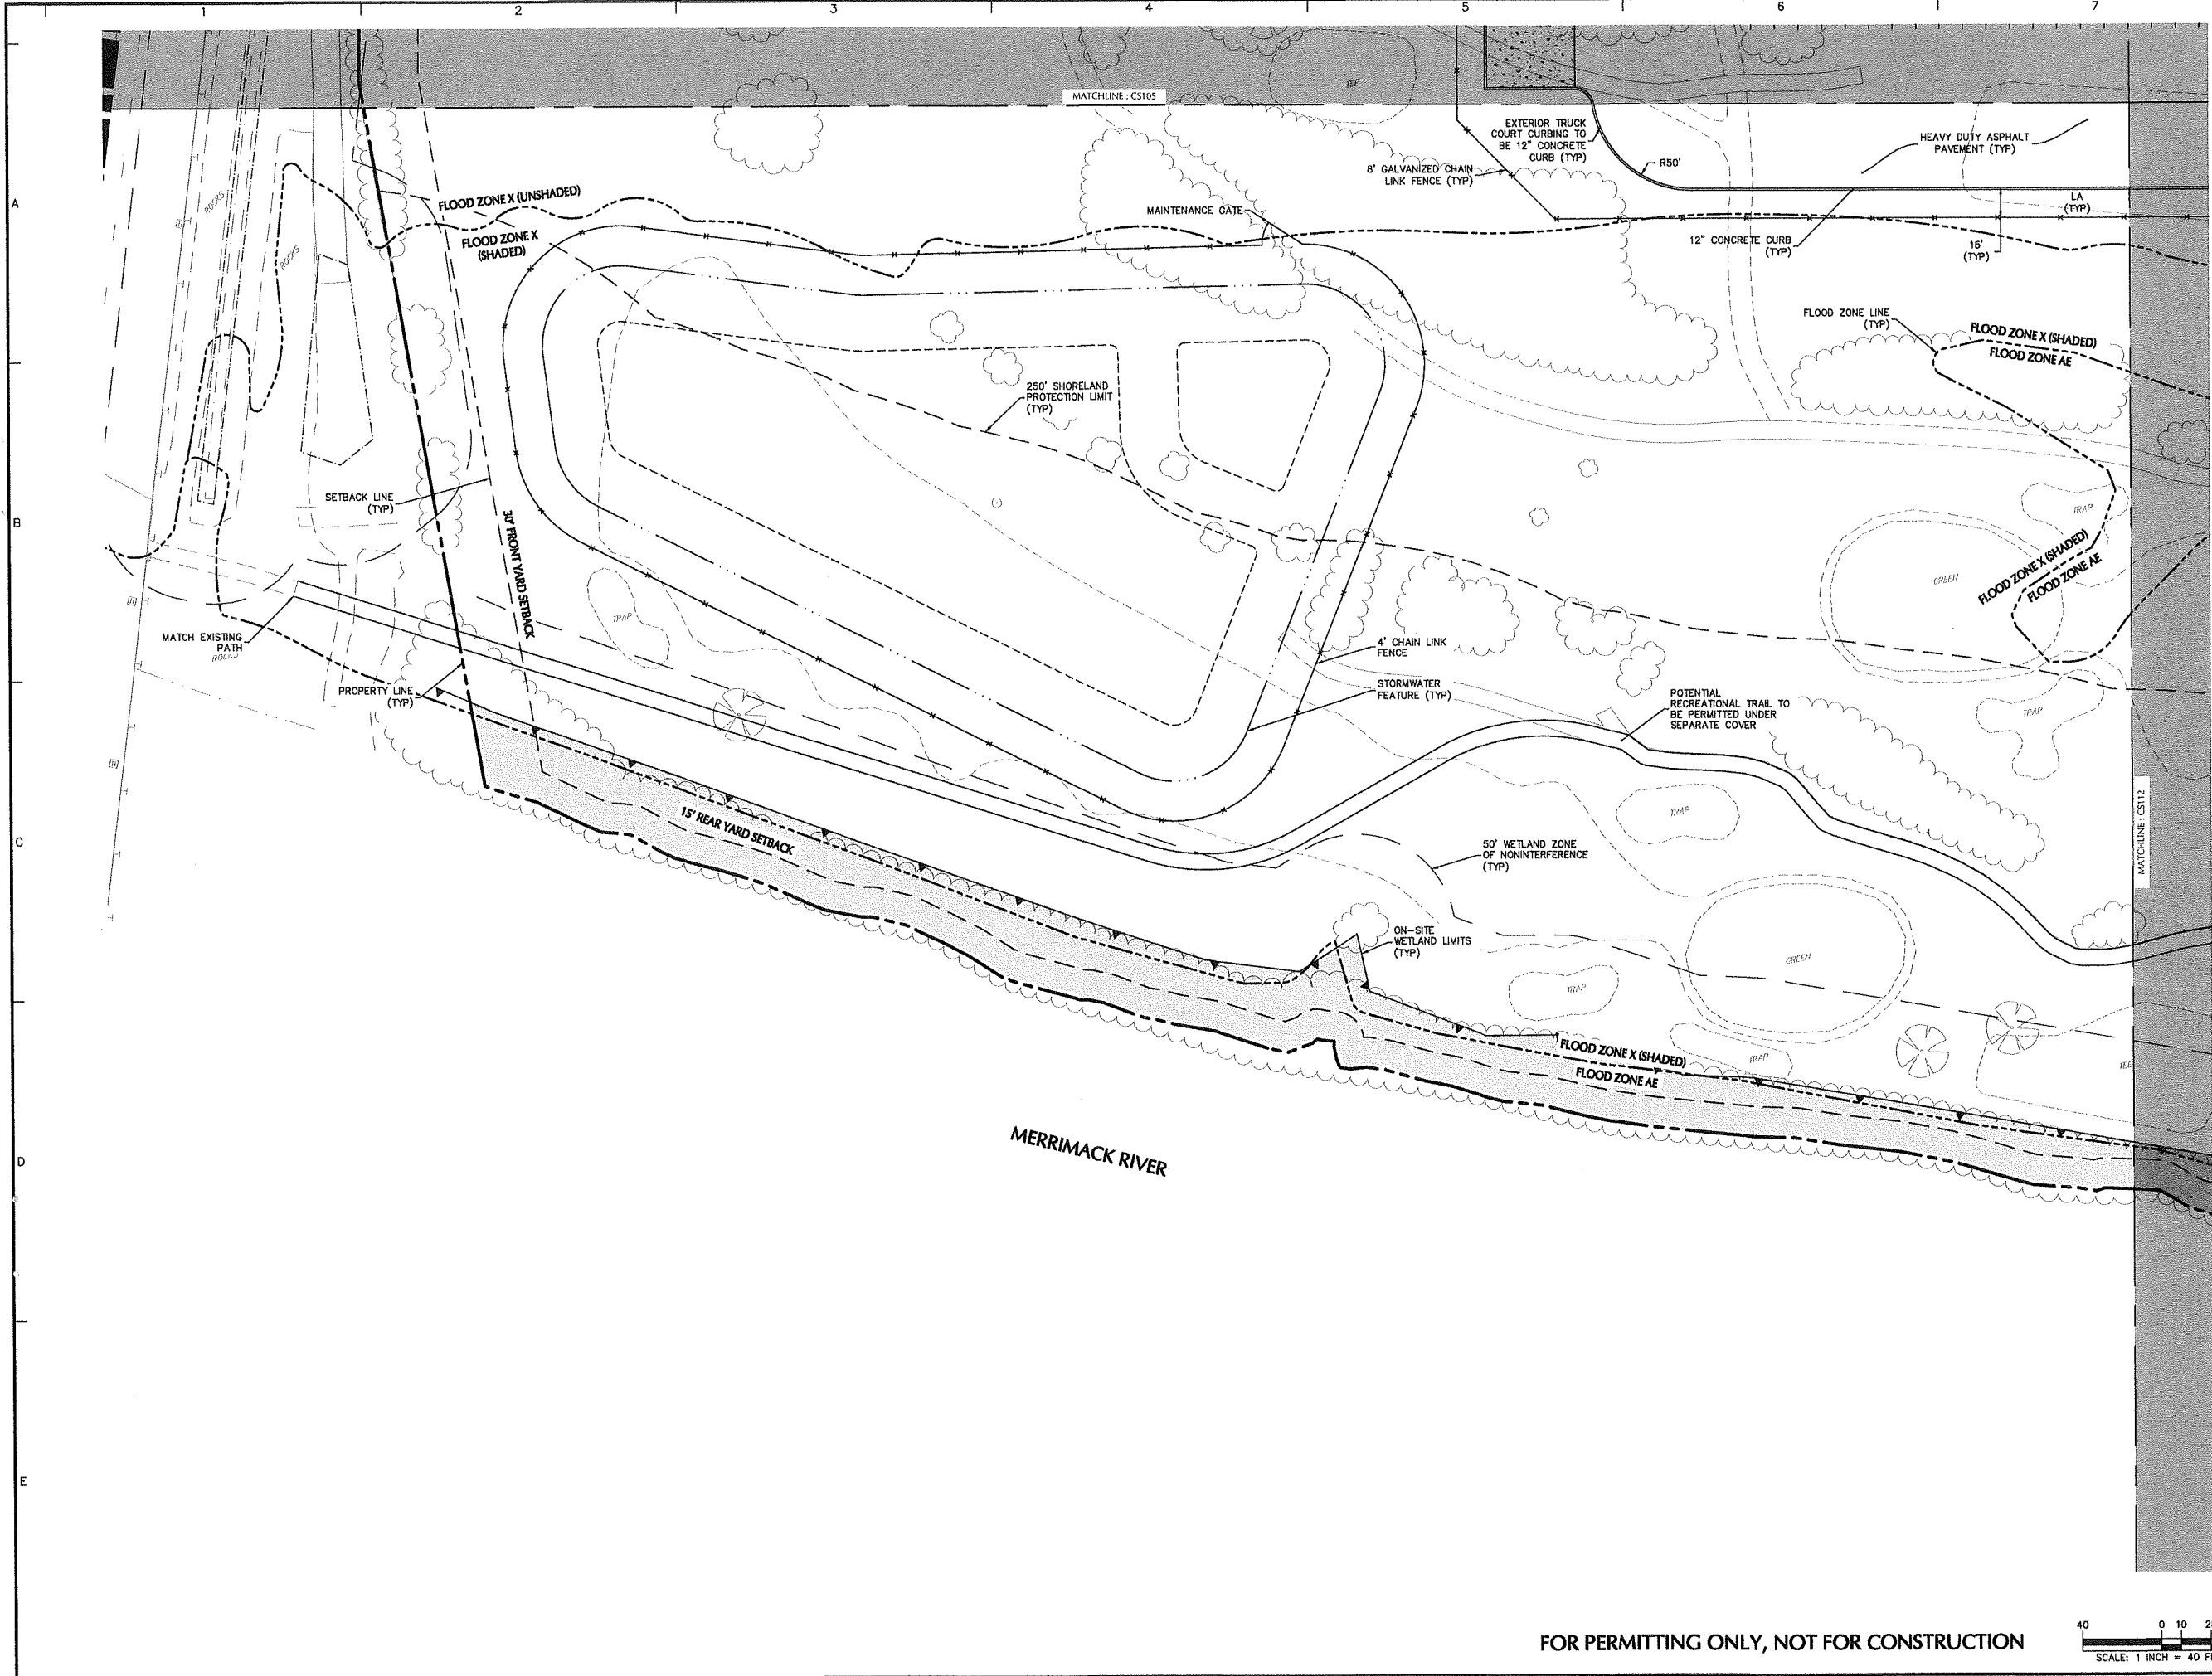 1 2 3 4 5 6 7
MATCHLINE : CS105
TEE
EXTERIOR TRUCK
COURT CURBING TO
BE 12" CONCRETE
CURB (TYP)
R50'
HEAVY DUTY ASPHALT
PAVEMENT (TYP)
8' GALVANIZED CHAIN
LINK FENCE (TYP)
ROCKS
A
FLOOD ZONE X (UNSHADED)
FLOOD ZONE X
(SHADED)
MAINTENANCE GATE
LA
(TYP)
12" CONCRETE CURB
(TYP)
15'
(TYP)
ROCKS
FLOOD ZONE LINE
(TYP)
FLOOD ZONE X (SHADED)
FLOOD ZONE AE
250' SHORELAND
PROTECTION LIMIT
(TYP)
SETBACK LINE
(TYP)
B
30' FRONT YARD SETBACK
TRAP
FLOOD ZONE X (SHADED)
FLOOD ZONE AE
GREEN
TRAP
MATCH EXISTING
PATH
ROCKS
4' CHAIN LINK
FENCE
PROPERTY LINE
(TYP)
STORMWATER
FEATURE (TYP)
POTENTIAL
RECREATIONAL TRAIL TO
BE PERMITTED UNDER
SEPARATE COVER
TRAP
TRAP
MATCHLINE : CS112
C
15' REAR YARD SETBACK
50' WETLAND ZONE
OF NONINTERFERENCE
(TYP)
ON-SITE
WETLAND LIMITS
(TYP)
GREEN
TRAP
FLOOD ZONE X (SHADED)
FLOOD ZONE AE
TRAP
TEE
MERRIMACK RIVER
D
E
FOR PERMITTING ONLY, NOT FOR CONSTRUCTION
40 0 10
SCALE: 1 INCH = 40